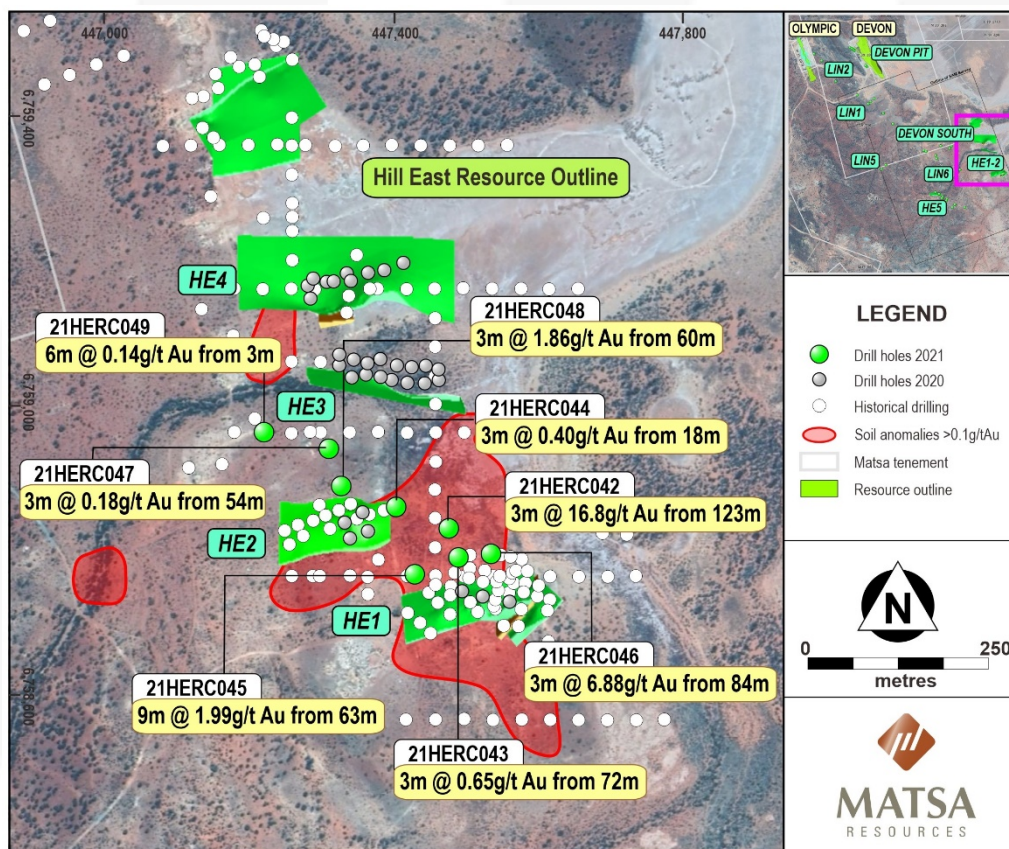 447,000
447,400
447,800
6,759,400
6,759,000
6,758,600
Hill East Resource Outline
HE4
21HERC049
6m @ 0.14g/t Au from 3m
21HERC048
3m @ 1.86g/t Au from 60m
HE3
21HERC044
3m @ 0.40g/t Au from 18m
21HERC047
3m @ 0.18g/t Au from 54m
21HERC042
3m @ 16.8g/t Au from 123m
HE2
HE1
21HERC045
9m @ 1.99g/t Au from 63m
21HERC046
3m @ 6.88g/t Au from 84m
21HERC043
3m @ 0.65g/t Au from 72m
OLYMPIC
DEVON
DEVON PIT
LIN2
LIN1
DEVON SOUTH
LIN5
LIN6
HE1-2
HE5
LEGEND
Drill holes 2021
Drill holes 2020
Historical drilling
Soil anomalies >0.1g/tAu
Matsa tenement
Resource outline
N
0
250
metres
MATSA
RESOURCES